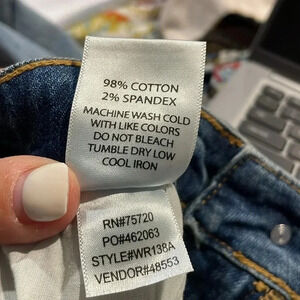 98% COTTON
2% SPANDEX
MACHINE WASH COLD
WITH LIKE COLORS
DO NOT BLEACH
TUMBLE DRY LOW
COOL IRON
RN#75720
PO#462063
STYLE#WR138A
VENDOR#48553